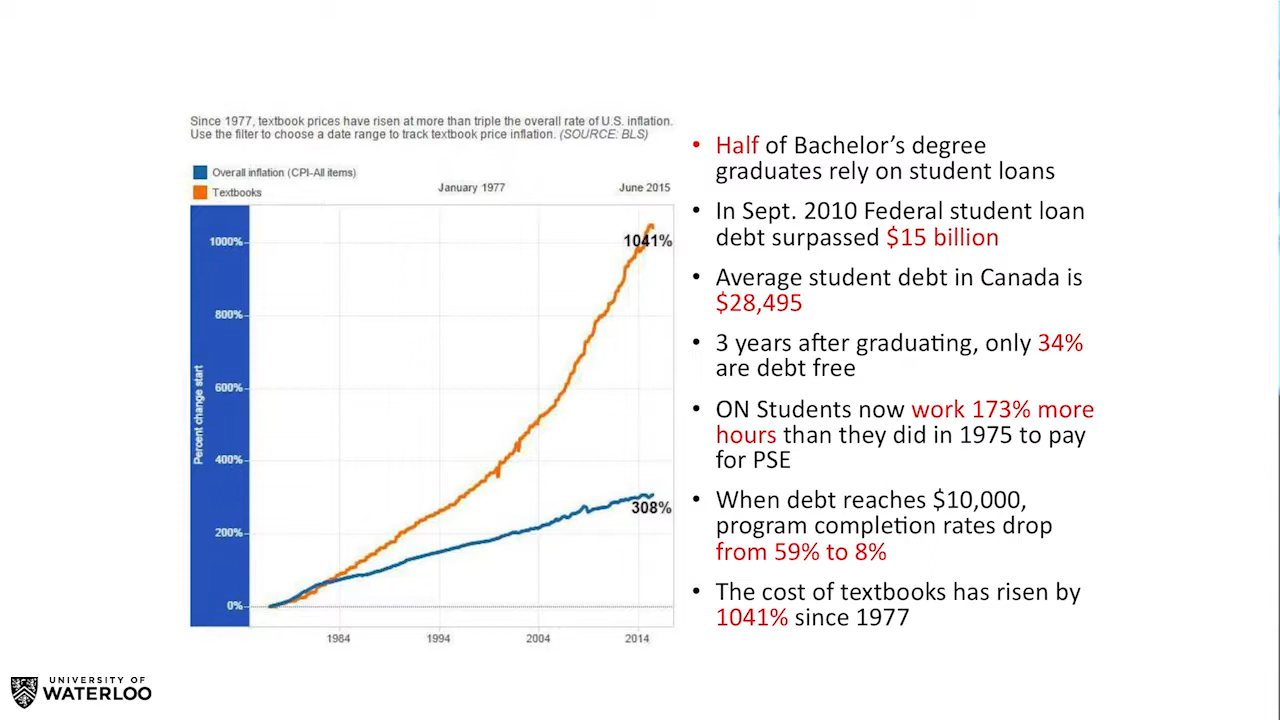 Since 1977, textbook prices have risen at more than triple the overall rate of U.S. inflation.
Use the filter to choose a date range to track textbook price inflation. (SOURCE: BLS)
Overall inflation (CPI-All items)
Textbooks
January 1977
June 2015
1000%
800%
600%
400%
200%
0%
Percent change start
1041%
308%
1984
1994
2004
2014
• Half of Bachelor’s degree
graduates rely on student loans
• In Sept. 2010 Federal student loan
debt surpassed $15 billion
• Average student debt in Canada is
$28,495
• 3 years after graduating, only 34%
are debt free
• ON Students now work 173% more
hours than they did in 1975 to pay
for PSE
• When debt reaches $10,000,
program completion rates drop
from 59% to 8%
• The cost of textbooks has risen by
1041% since 1977
UNIVERSITY OF
WATERLOO